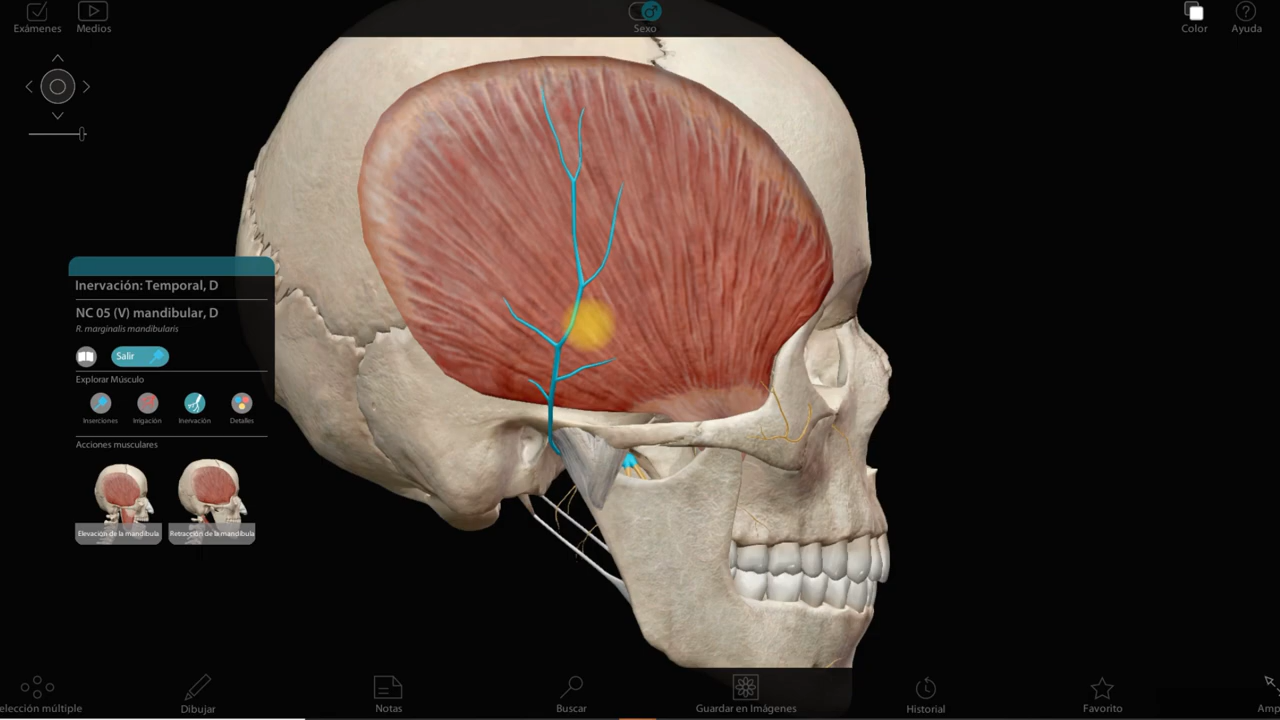 Exámenes
Medios
Sexo
Color
Ayuda
Inervación: Temporal, D
NC 05 (V) mandibular, D
R. marginalis mandibularis
Salir
Explorar Músculo
Inserciones
Irrigación
Inervación
Detalles
Acciones musculares
Elevación de la mandíbula
Retracción de la mandíbula
elección múltiple
Dibujar
Notas
Buscar
Guardar en Imágenes
Historial
Favorito
Amp